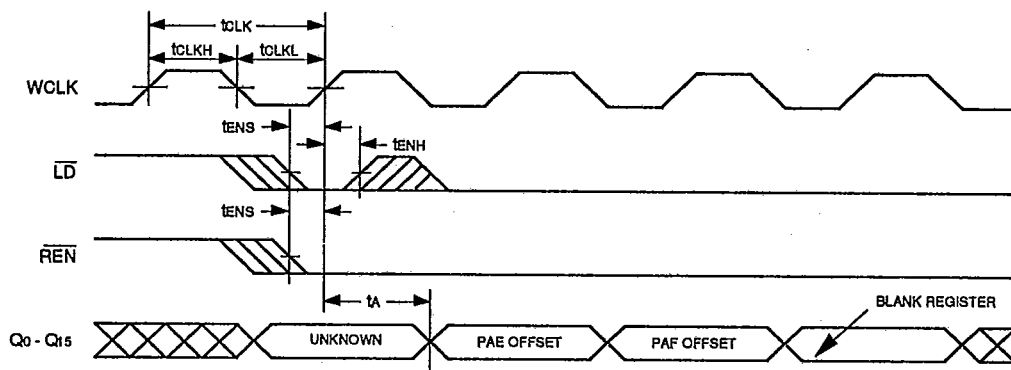 tCLK
tCLKH
tCLKL
WCLK
tENS
tENH
LD
tENS
REN
tA
BLANK REGISTER
Q0 - Q15
UNKNOWN
PAE OFFSET
PAF OFFSET